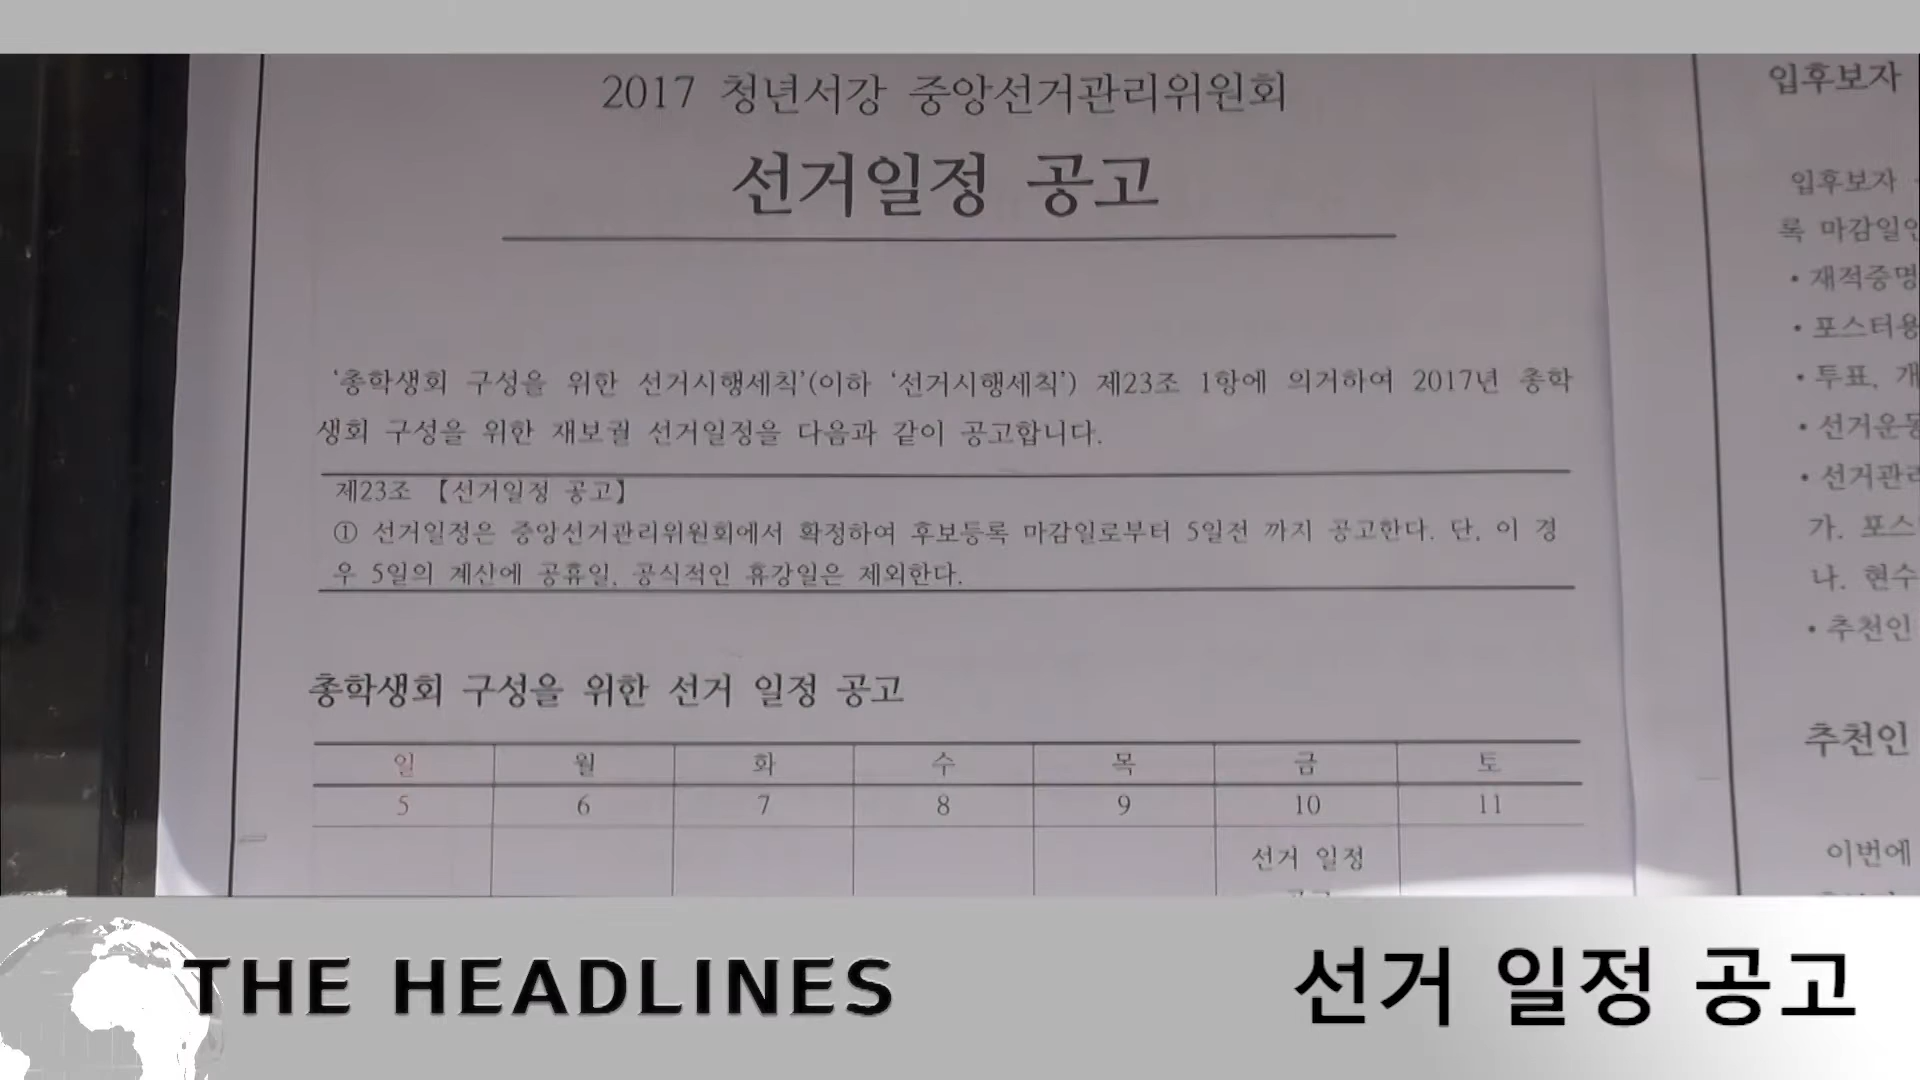 2017 청년서강 중앙선거관리위원회
선거일정 공고
‘총학생회 구성을 위한 선거시행세칙’(이하 ‘선거시행세칙’) 제23조 1항에 의거하여 2017년 총학
생회 구성을 위한 재보궐 선거일정을 다음과 같이 공고합니다.
제23조 【선거일정 공고】
① 선거일정은 중앙선거관리위원회에서 확정하여 후보등록 마감일로부터 5일전 까지 공고한다. 단, 이 경
우 5일의 계산에 공휴일, 공식적인 휴강일은 제외한다.
총학생회 구성을 위한 선거 일정 공고
일 월 화 수 목 금 토
5 6 7 8 9 10 11
선거 일정
입후보자
입후보자
록 마감일인
• 재적증명
• 포스터용
• 투표, 개
• 선거운동
• 선거관리
가. 포스
나. 현수
• 추천인
추천인
이번에
THE HEADLINES
선거 일정 공고